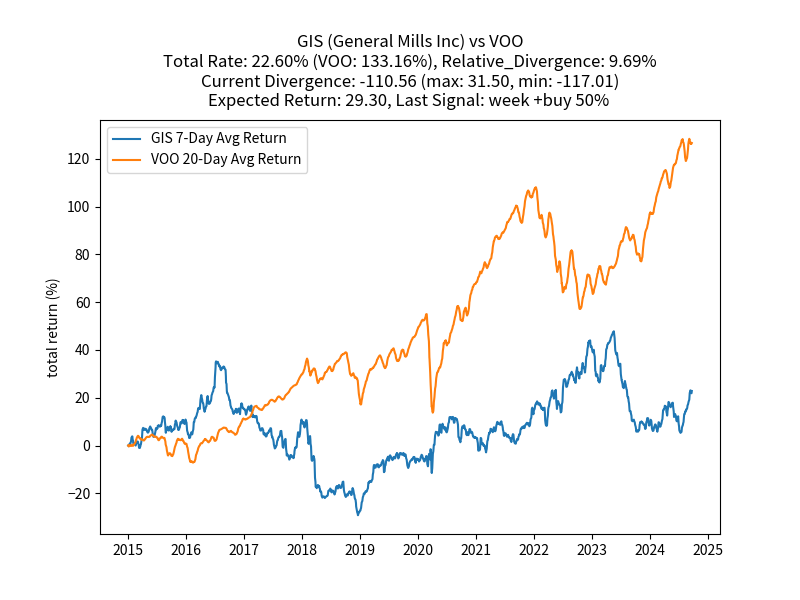 GIS (General Mills Inc) vs VOO
Total Rate: 22.60% (VOO: 133.16%), Relative_Divergence: 9.69%
Current Divergence: -110.56 (max: 31.50, min: -117.01)
Expected Return: 29.30, Last Signal: week +buy 50%
GIS 7-Day Avg Return
VOO 20-Day Avg Return
total return (%)
120
100
80
60
40
20
0
−20
2015 2016 2017 2018 2019 2020 2021 2022 2023 2024 2025